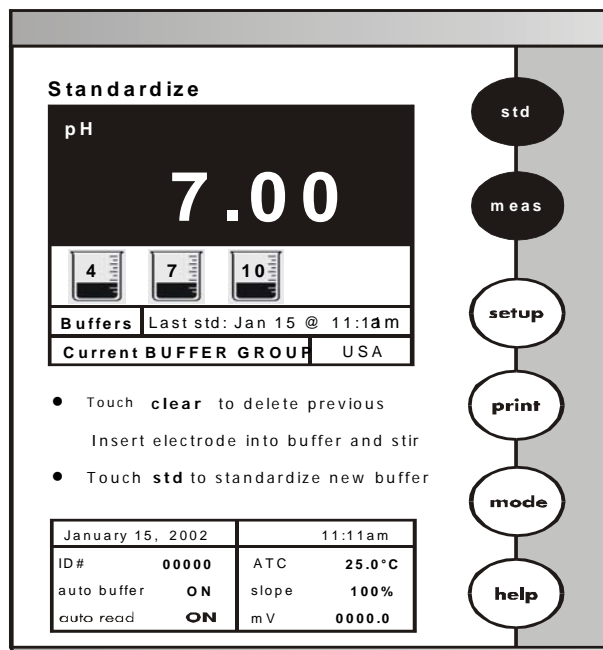 Standardize
pH
7.00
4 7 10
Buffers Last std: Jan 15 @ 11:11am
Current BUFFER GROUP USA
● Touch clear to delete previous
Insert electrode into buffer and stir
● Touch std to standardize new buffer
January 15, 2002 11:11am
ID# 00000 ATC 25.0°C
auto buffer ON slope 100%
auto read ON mV 0000.0
std
meas
setup
print
mode
help